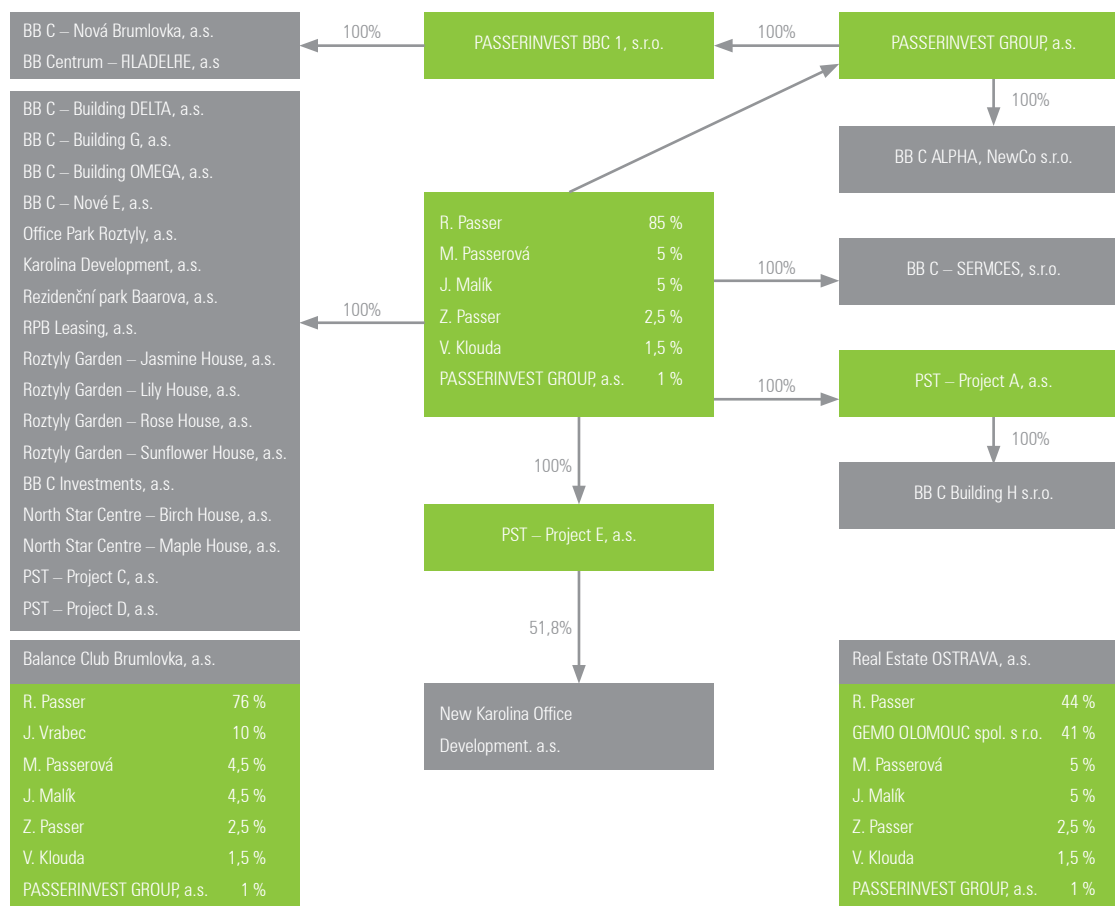 BB C – Nová Brumlovka, a.s.
BB Centrum – FILADELFIE, a.s
100%
PASSERINVEST BBC 1, s.r.o.
100%
PASSERINVEST GROUP, a.s.
100%
BB C ALPHA, NewCo s.r.o.
BB C – Building DELTA, a.s.
BB C – Building G, a.s.
BB C – Building OMEGA, a.s.
BB C – Nové E, a.s.
Office Park Roztyly, a.s.
Karolina Development, a.s.
Rezidenční park Baarova, a.s.
RPB Leasing, a.s.
Roztyly Garden – Jasmine House, a.s.
Roztyly Garden – Lily House, a.s.
Roztyly Garden – Rose House, a.s.
Roztyly Garden – Sunflower House, a.s.
BB C Investments, a.s.
North Star Centre – Birch House, a.s.
North Star Centre – Maple House, a.s.
PST – Project C, a.s.
PST – Project D, a.s.
100%
R. Passer 85 %
M. Passerová 5 %
J. Malík 5 %
Z. Passer 2,5 %
V. Klouda 1,5 %
PASSERINVEST GROUP, a.s. 1 %
100%
BB C – SERVICES, s.r.o.
100%
PST – Project A, a.s.
100%
BB C Building H s.r.o.
100%
PST – Project E, a.s.
51,8%
New Karolina Office
Development. a.s.
Balance Club Brumlovka, a.s.
R. Passer 76 %
J. Vrabec 10 %
M. Passerová 4,5 %
J. Malík 4,5 %
Z. Passer 2,5 %
V. Klouda 1,5 %
PASSERINVEST GROUP, a.s. 1 %
Real Estate OSTRAVA, a.s.
R. Passer 44 %
GEMO OLOMOUC spol. s r.o. 41 %
M. Passerová 5 %
J. Malík 5 %
Z. Passer 2,5 %
V. Klouda 1,5 %
PASSERINVEST GROUP, a.s. 1 %